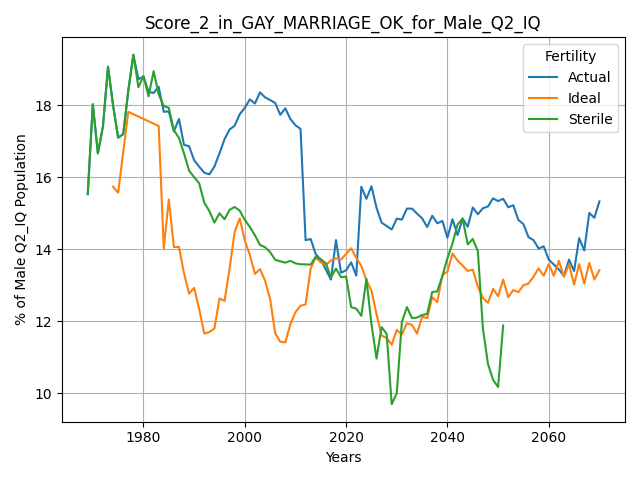 Score_2_in_GAY_MARRIAGE_OK_for_Male_Q2_IQ
Fertility
Actual
Ideal
Sterile
% of Male Q2_IQ Population
18
16
14
12
10
1980
2000
2020
2040
2060
Years